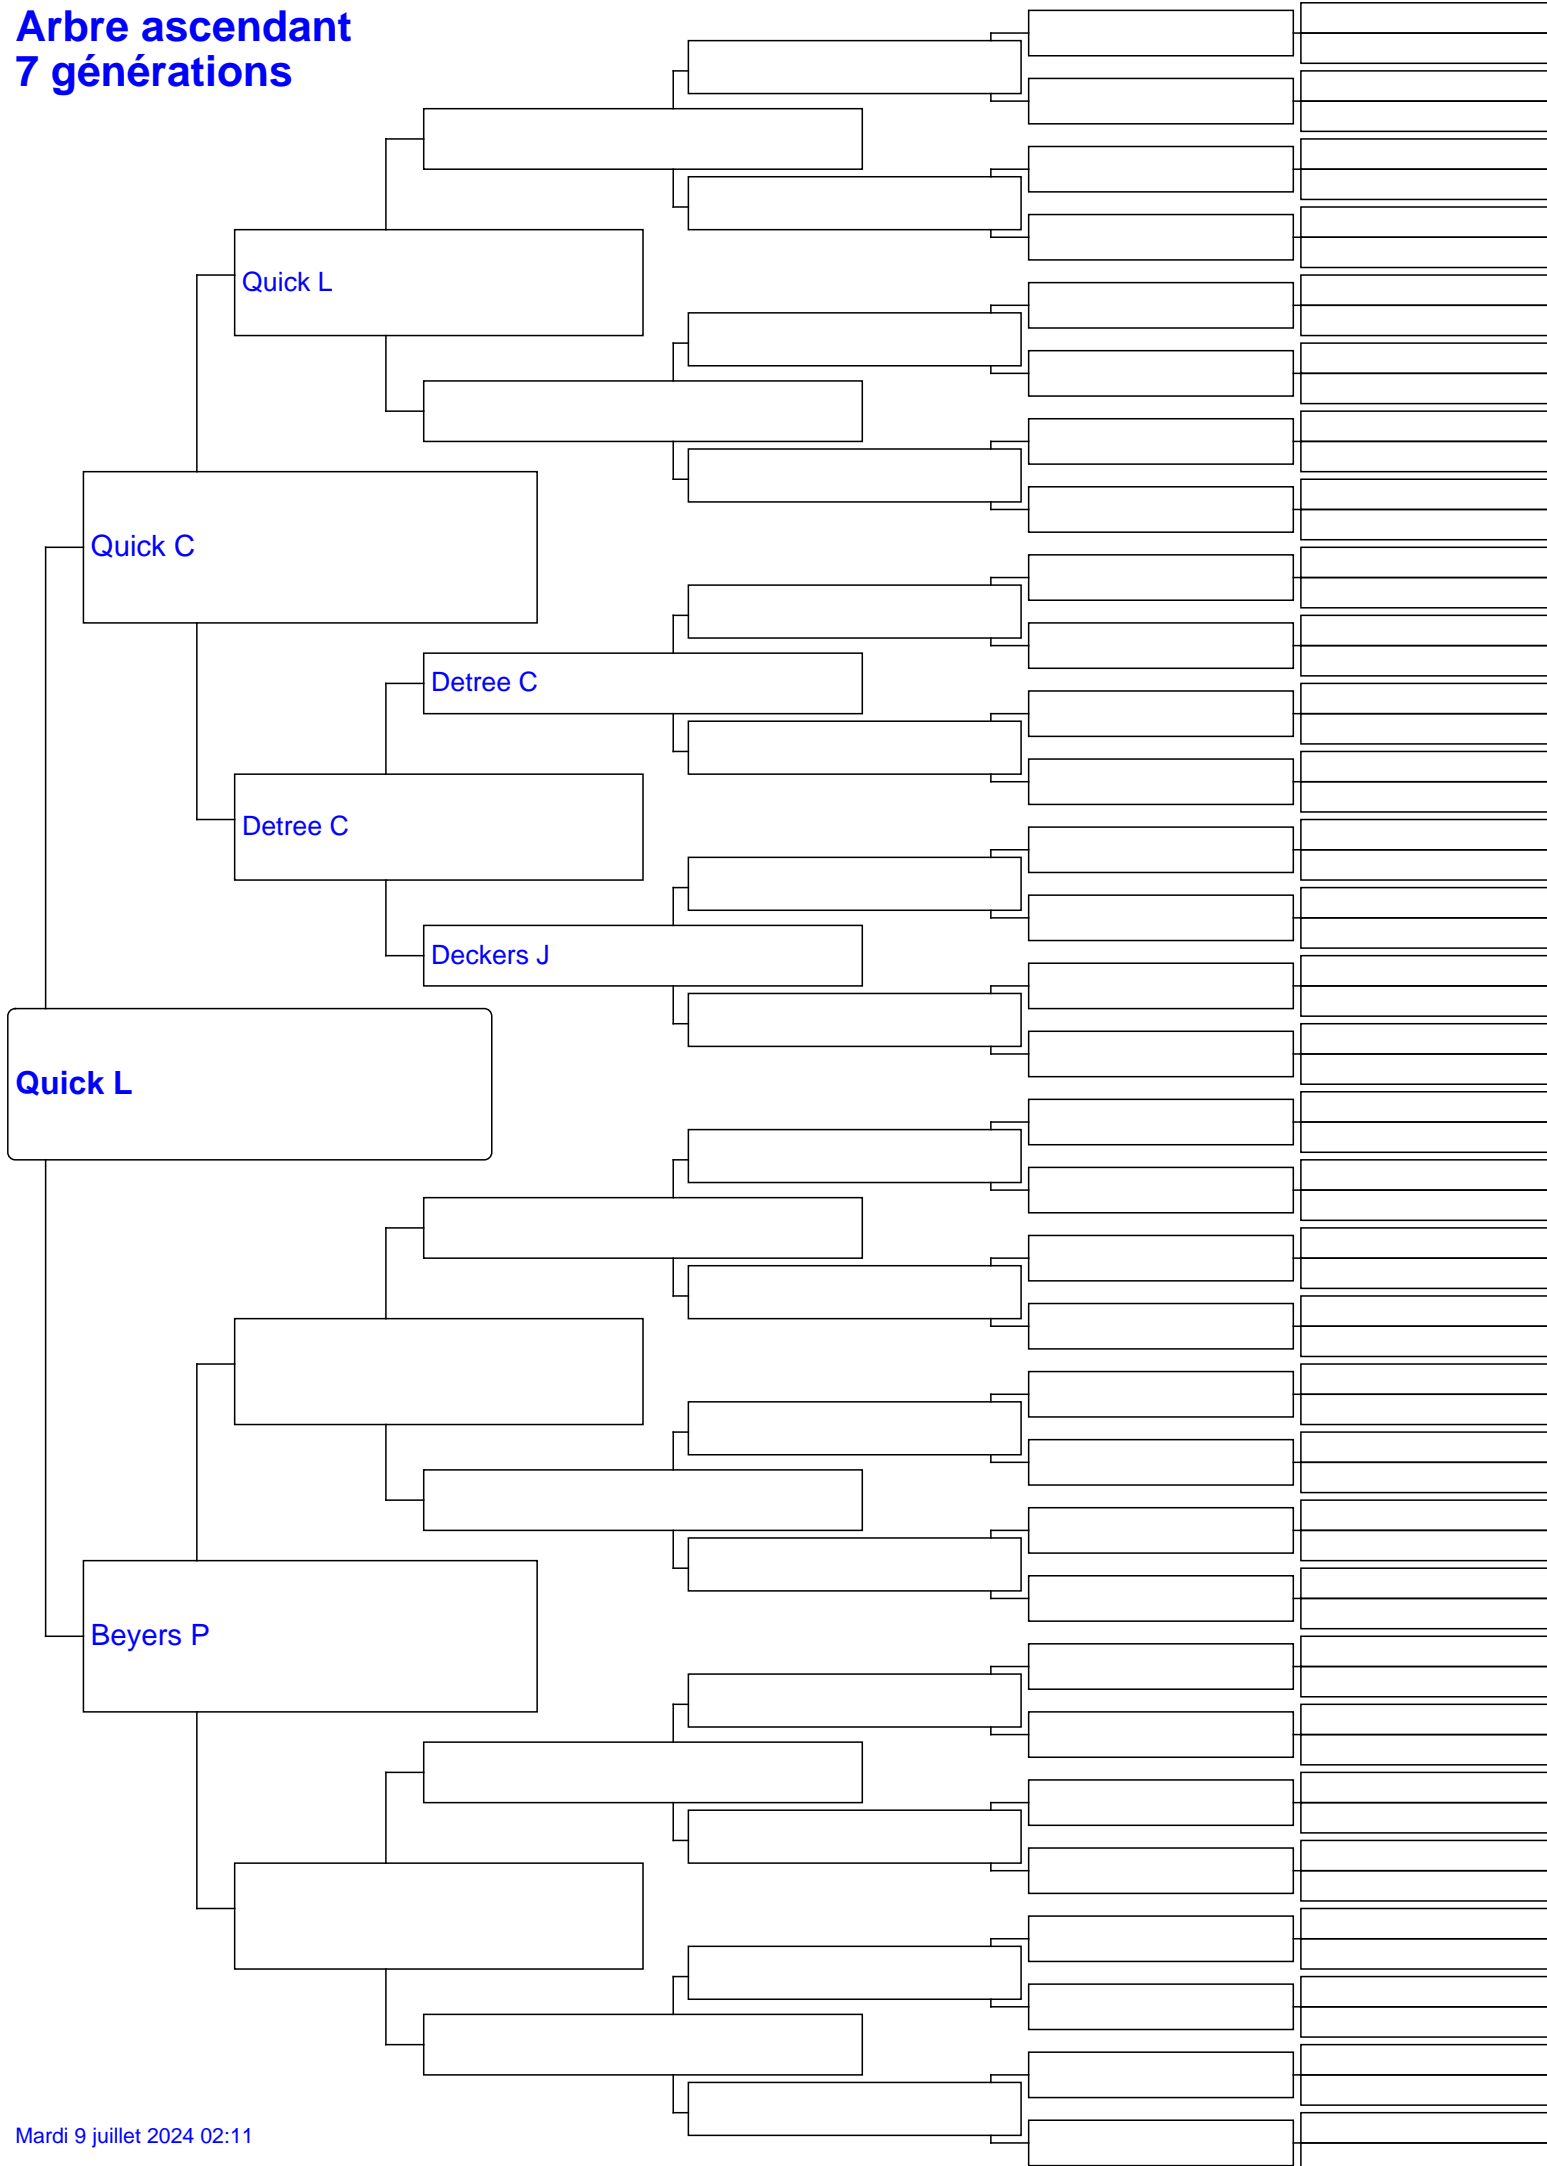 Arbre ascendant
7 générations
Quick L
Quick C
Detree C
Detree C
Deckers J
Quick L
Beyers P
Mardi 9 juillet 2024 02:11